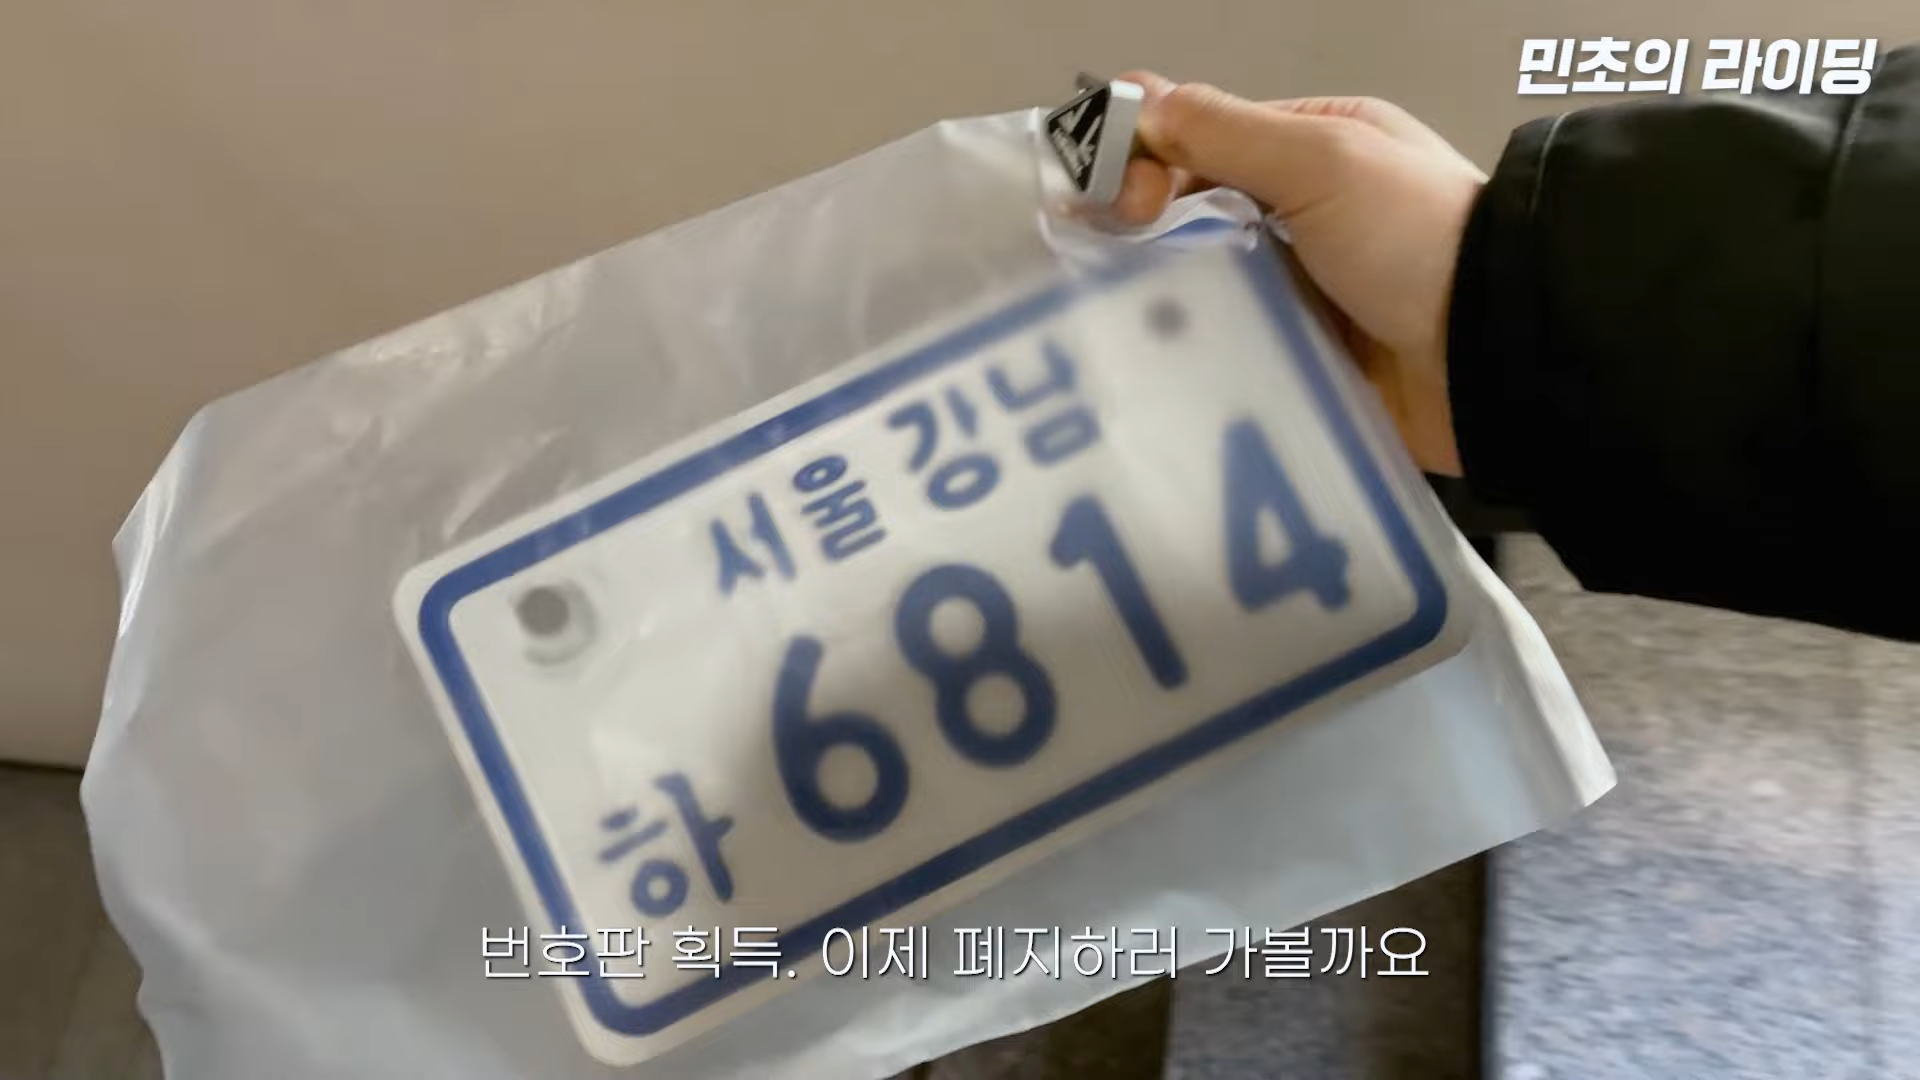 민초의 라이딩
서울 강남
하 6814
번호판 획득. 이제 폐지하러 가볼까요